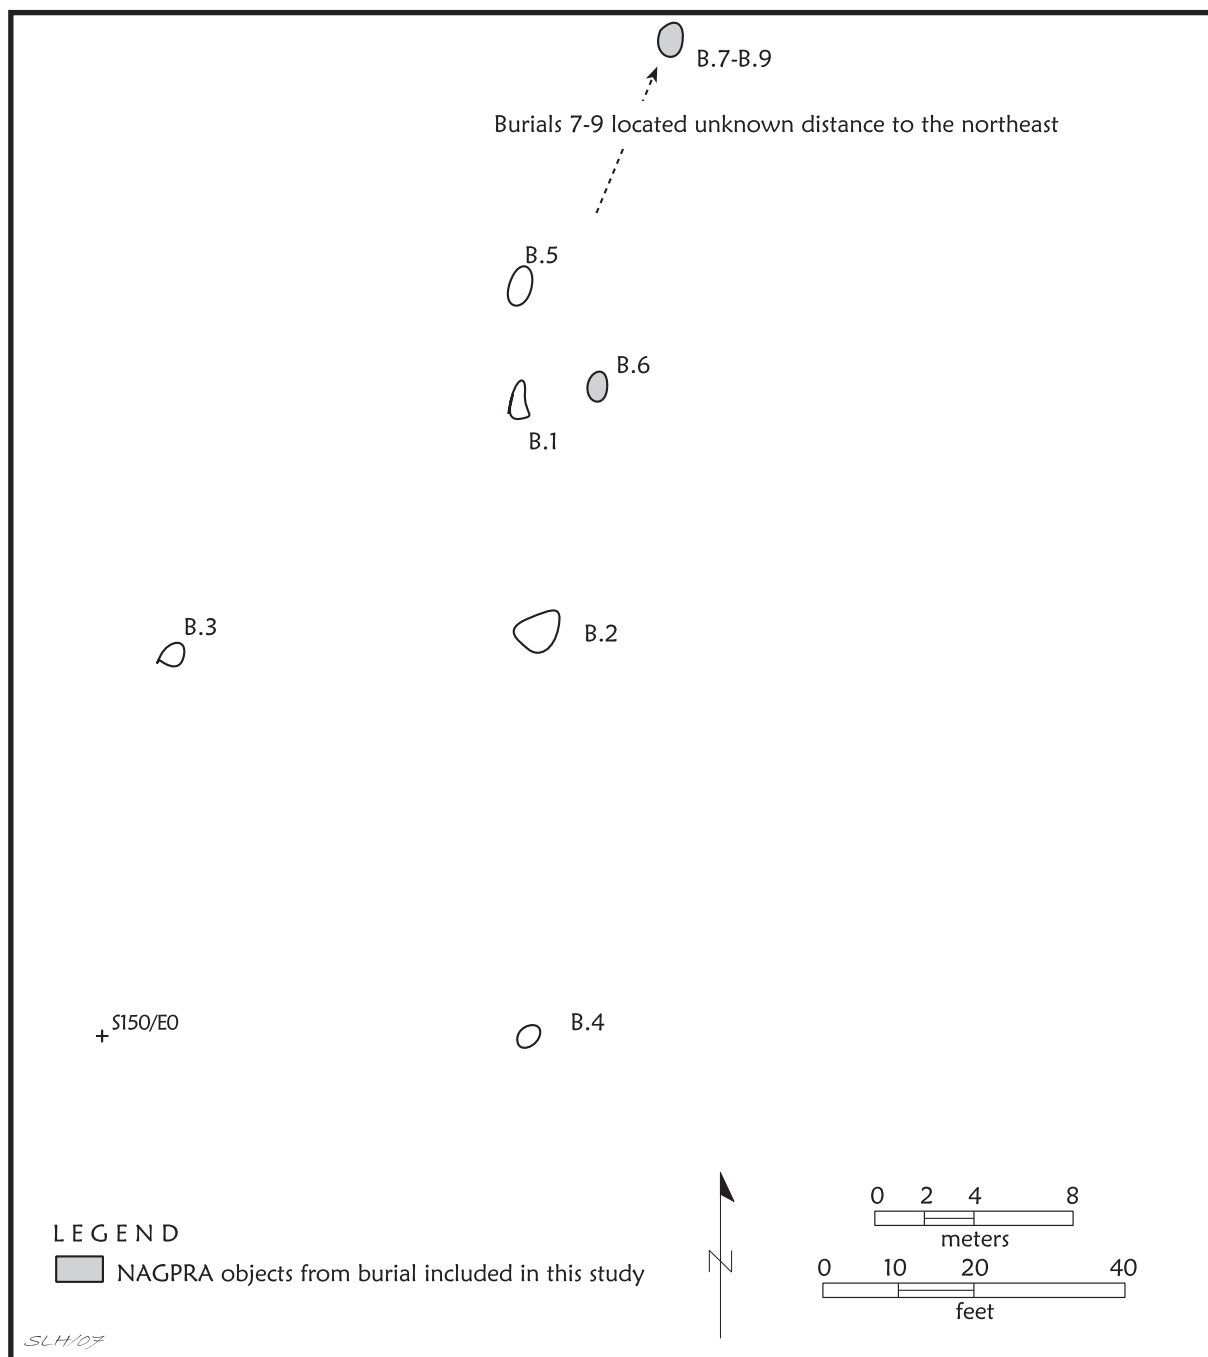 B.7-B.9
Burials 7-9 located unknown distance to the northeast
B.5
B.6
B.1
B.3
B.2
S150/E0
B.4
N
0 2 4 8
meters
0 10 20 40
feet
LEGEND
NAGPRA objects from burial included in this study
SLH/07